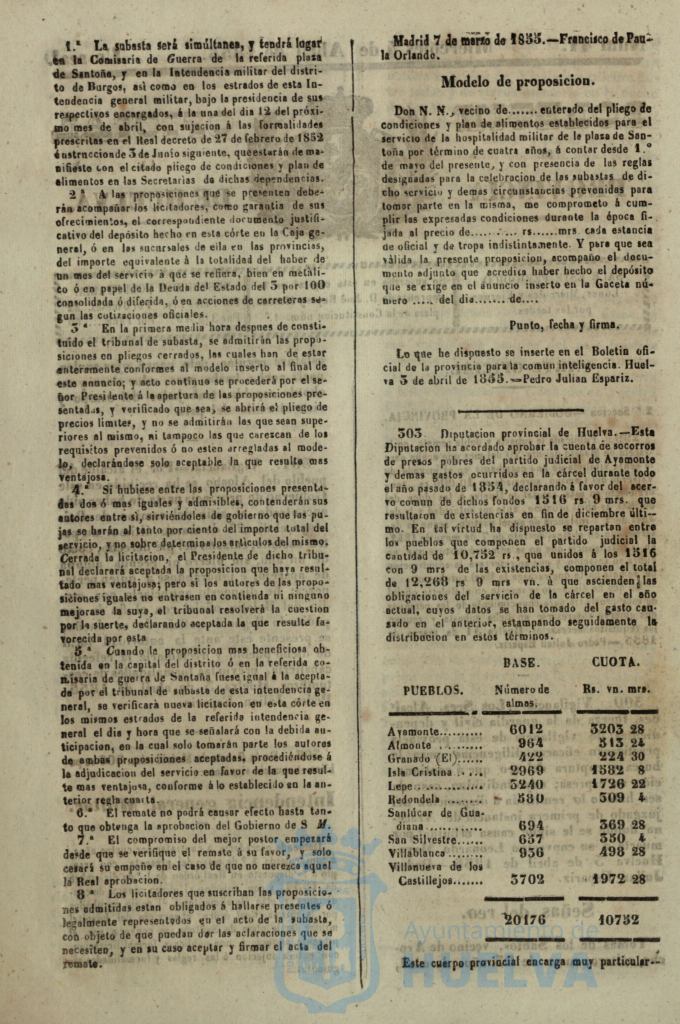 1.ª La subasta será simúltanea, y tendrá lugar
en la Comisaria de Guerra de la referida plaza
de Santoña, y en la Intendencia militar del distri-
to de Burgos, así como en los estrados de esta In-
tendencia general militar, bajo la presidencia de sus
respectivos encargados, á la una del dia 12 del próxi-
mo mes de abril, con sujecion á las formalidades
prescritas en el Real decreto de 27 de febrero de 1852
é instruccionde 3 de Junio siguiente, queestarán de ma-
nifiesto con el citado pliego de condiciones y plan de
alimentos en las Secretarias de dichas dependencias.
2.ª A las proposiciones que se presenten debe-
rán acompañar los licitadores, como garantia de sus
ofrecimientos, el correspondiente documento justifi-
cativo del depósito hecho en esta córte en la Caja ge-
neral, ó en las sucursales de ella en las provincias,
del importe equivalente á la totalidad del haber de
un mes del servicio á que se refiera, bien en metáli-
co ó en papel de la Deuda del Estado del 3 por 100
consolidada ó diferida, ó en acciones de carreteras se-
gun las cotizaciones oficiales.
3.ª En la primera media hora despues de consti-
tuido el tribunal de subasta, se admitirán las propo-
siciones en pliegos cerrados, las cuales han de estar
enteramente conformes al modelo inserto al final de
este anuncio; y acto continuo se procederá por el se-
ñor Presidente á la apertura de las proposiciones pre-
sentadas, y verificado que sea, se abrirá el pliego de
precios limites, y no se admitirán las que sean supe-
riores al mismo, ni tampoco las que carezcan de los
requisitos prevenidos ó no esten arregladas al mode-
lo, declarándose solo aceptable la que resulte mas
ventajosa.
4.ª Si hubiese entre las proposiciones presenta-
das dos ó mas iguales y admisibles, contenderán sus
autores entre sí, sirviéndoles de gobierno que las pu-
jas se harán al tanto por ciento del importe total del
servicio, y no sobre determinados articulos del mismo.
Cerrada la licitacion, el Presidente de dicho tribu-
nal declarará aceptada la proposicion que haya resul-
tado mas ventajosa; pero si los autores de las propo-
siciones iguales no entrasen en contienda ni ninguno
mejorase la suya, el tribunal resolverá la cuestion
por la suerte, declarando aceptada la que resulte fa-
vorecida por esta
5.ª Cuando la proposicion mas beneficiosa ob-
tenida en la capital del distrito ó en la referida co-
misaria de guerra de Santaña fuese igual á la acepta-
da por el tribunal de subasta de esta intendencia ge-
neral, se verificará nueva licitacion en esta córte en
los mismos estrados de la referida intendencia ge-
neral el dia y hora que se señalará con la debida an-
ticipacion, en la cual solo tomarán parte los autores
de ambas proposiciones aceptadas, procediéndose á
la adjudicacion del servicio en favor de la que resul-
te mas ventajosa, conforme á lo establecido en la an-
terior regla cuarta.
6.ª El remate no podrá causar efecto hasta tan-
to que obtenga la aprobacion del Gobierno de S M.
7.ª El compromiso del mejor postor empezará
desde que se verifique el remate á su favor, y solo
cesará su empeño en el caso de que no merezca aquel
la Real aprobacion.
8.ª Los licitadores que suscriban las proposicio-
nes admitidas estan obligados á hallarse presentes ó
legalmente representados en el acto de la subasta,
con objeto de que puedan dar las aclaraciones que se
necesiten, y en su caso aceptar y firmar el acta del
remate.
Madrid 7 de marzo de 1855.—Francisco de Pau-
la Orlando.
Modelo de proposicion.
Don N. N., vecino de....... enterado del pliego de
condiciones y plan de alimentos establecidos para el
servicio de la hospitalidad militar de la plaza de San-
toña por término de cuatra años, á contar desde 1.º
de mayo del presente, y con presencia de las reglas
designadas para la celebracion de las subastas de di-
cho servicio y demas circunstancias prevenidas para
tomar parte en la misma, me comprometo á cum-
plir las expresadas condiciones durante la época fi-
jada al precio de....... rs......mrs cada estancia
de oficial y de tropa indistintamente. Y para que sea
válida la presente proposicion, acompaño el docu-
mento adjunto que acredita haber hecho el depósito
que se exige en el anuncio inserto en la Gaceta nú-
mero ..... del dia.......de....
Punto, fecha y firma.
Lo que he dispuesto se inserte en el Boletin ofi-
cial de la provincia para la comun inteligencia. Huel-
va 3 de abril de 1855.—Pedro Julian Espariz.
303 Diputacion provincial de Huelva.—Esta
Diputacion ha acordado aprobar la cuenta de socorros
de presos pobres del partido judicial de Ayamonte
y demas gastos ocurridos en la cárcel durante todo
el año pasado de 1854, declarando á favor del acer-
vo comun de dichos fondos 1516 rs. 9 mrs. que
resultaron de existencias en fin de diciembre últi-
mo. En tal virtud ha dispuesto se repartan entre
los pueblos que componen el partido judicial la
cantidad de 10,752 rs., que unidos á los 1516
con 9 mrs de las existencias, componen el total
de 12,268 rs 9 mrs vn. á que ascienden las
obligaciones del servicio de la cárcel en el año
actual, cuyos datos se han tomado del gasto cau-
sado en el anterior, estampando seguidamente la
distribucion en estos términos.
BASE. CUOTA.
PUEBLOS. Número de almas. Rs. vn. mrs.
Ayamonte.......... 6012 3203 28
Almonte .......... 964 513 24
Granado (El)...... 422 224 30
Isla Cristina ..... 2969 1582 8
Lepe.............. 3240 1726 22
Redondela ........ 580 309 4
Sanlúcar de Gua-
diana ............ 694 369 28
San Silvestre..... 657 350 4
Villablanca....... 936 498 28
Villanueva de los
Castillejos....... 3702 1972 28
20176 10752
Este cuerpo provincial encarga muy particular-
Ayuntamiento de
HUELVA